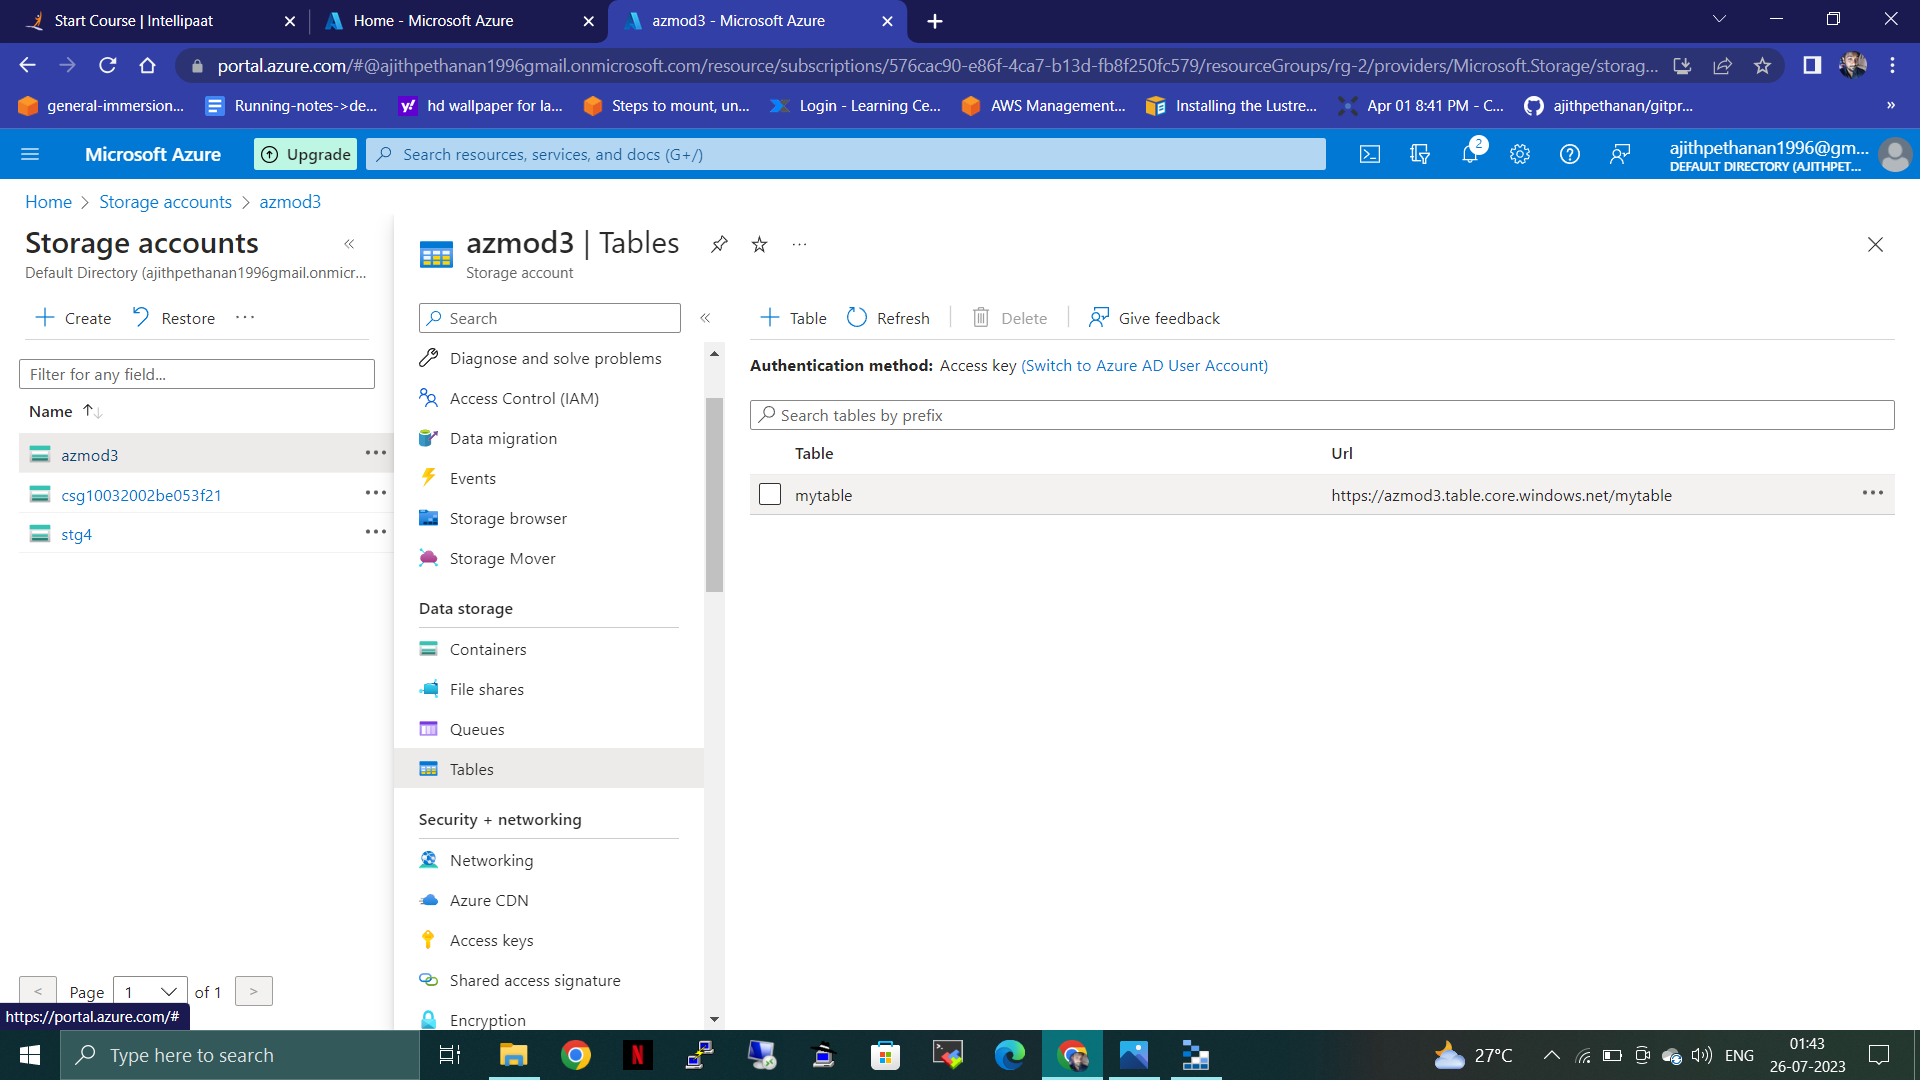 Start Course | Intellipaat
Home - Microsoft Azure
azmod3 - Microsoft Azure
portal.azure.com/#@ajithpethanan1996gmail.onmicrosoft.com/resource/subscriptions/576cac90-e86f-4ca7-b13d-fb8f250fc579/resourceGroups/rg-2/providers/Microsoft.Storage/storag...
general-immersion...
Running-notes->de...
hd wallpaper for la...
Steps to mount, un...
Login - Learning Ce...
AWS Management...
Installing the Lustre...
Apr 01 8:41 PM - C...
ajithpethanan/gitpr...
»
Microsoft Azure
Upgrade
Search resources, services, and docs (G+/)
2
ajithpethanan1996@gm...
DEFAULT DIRECTORY (AJITHPET...
Home > Storage accounts > azmod3
Storage accounts
«
Default Directory (ajithpethanan1996gmail.onmicr...
Create
Restore
...
Filter for any field...
Name ↑↓
azmod3
...
csg10032002be053f21
...
stg4
...
< Page 1 of 1 >
https://portal.azure.com/#
azmod3 | Tables
...
Storage account
Search
«
Diagnose and solve problems
Access Control (IAM)
Data migration
Events
Storage browser
Storage Mover
Data storage
Containers
File shares
Queues
Tables
Security + networking
Networking
Azure CDN
Access keys
Shared access signature
Encryption
Table
Refresh
Delete
Give feedback
Authentication method: Access key (Switch to Azure AD User Account)
Search tables by prefix
Table
Url
mytable
https://azmod3.table.core.windows.net/mytable
...
Type here to search
27°C
ENG
01:43
26-07-2023